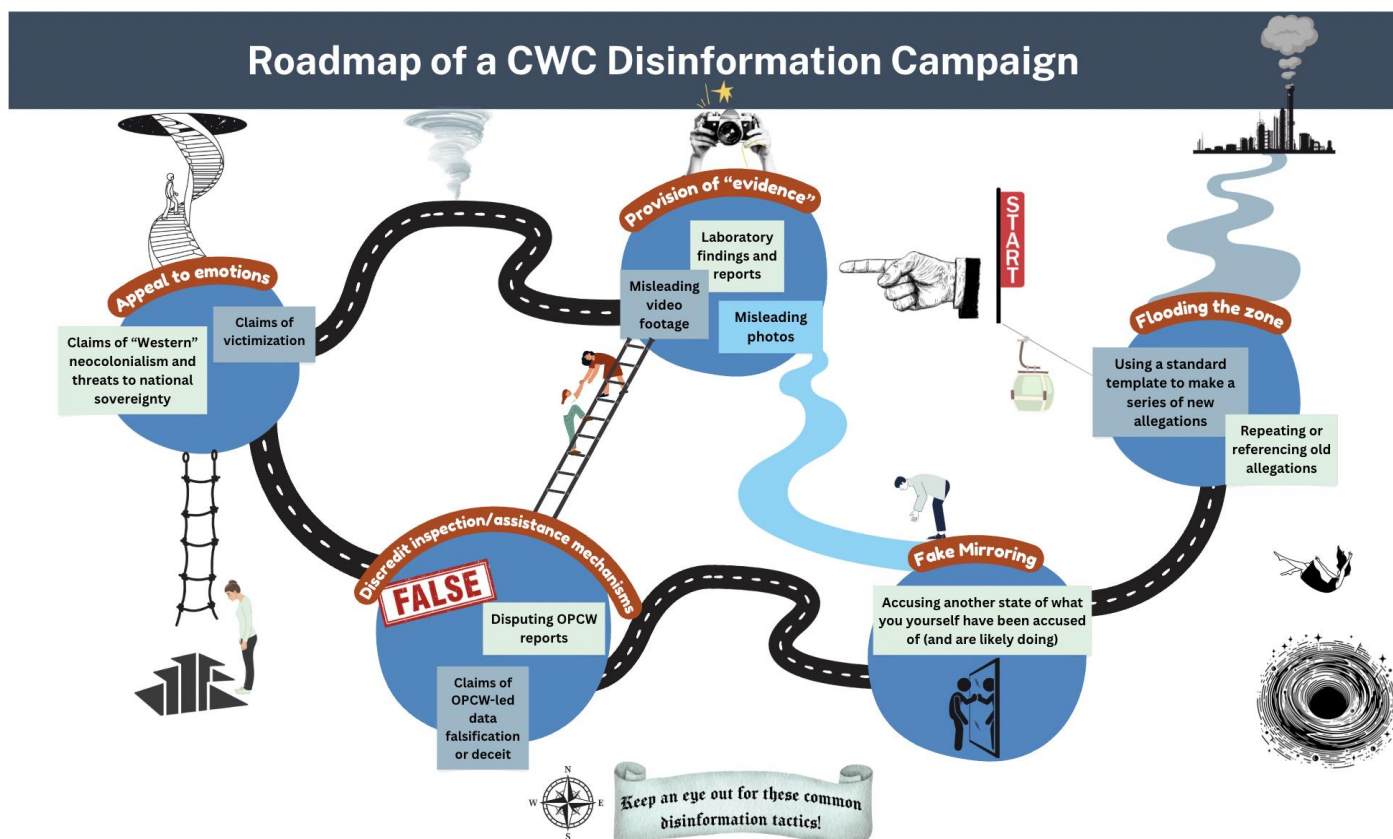 Roadmap of a CWC Disinformation Campaign
Appeal to emotions
Claims of "Western"
neocolonialism and
threats to national
sovereignty
Claims of
victimization
Provision of "evidence"
Laboratory
findings and
reports
Misleading
video
footage
Misleading
photos
START
Flooding the zone
Using a standard
template to make a
series of new
allegations
Repeating or
referencing old
allegations
Discredit inspection/assistance mechanisms
FALSE
Disputing OPCW
reports
Claims of
OPCW-led
data
falsification
or deceit
Fake Mirroring
Accusing another state of what
you yourself have been accused
of (and are likely doing)
N
W E
S
Keep an eye out for these common
disinformation tactics!